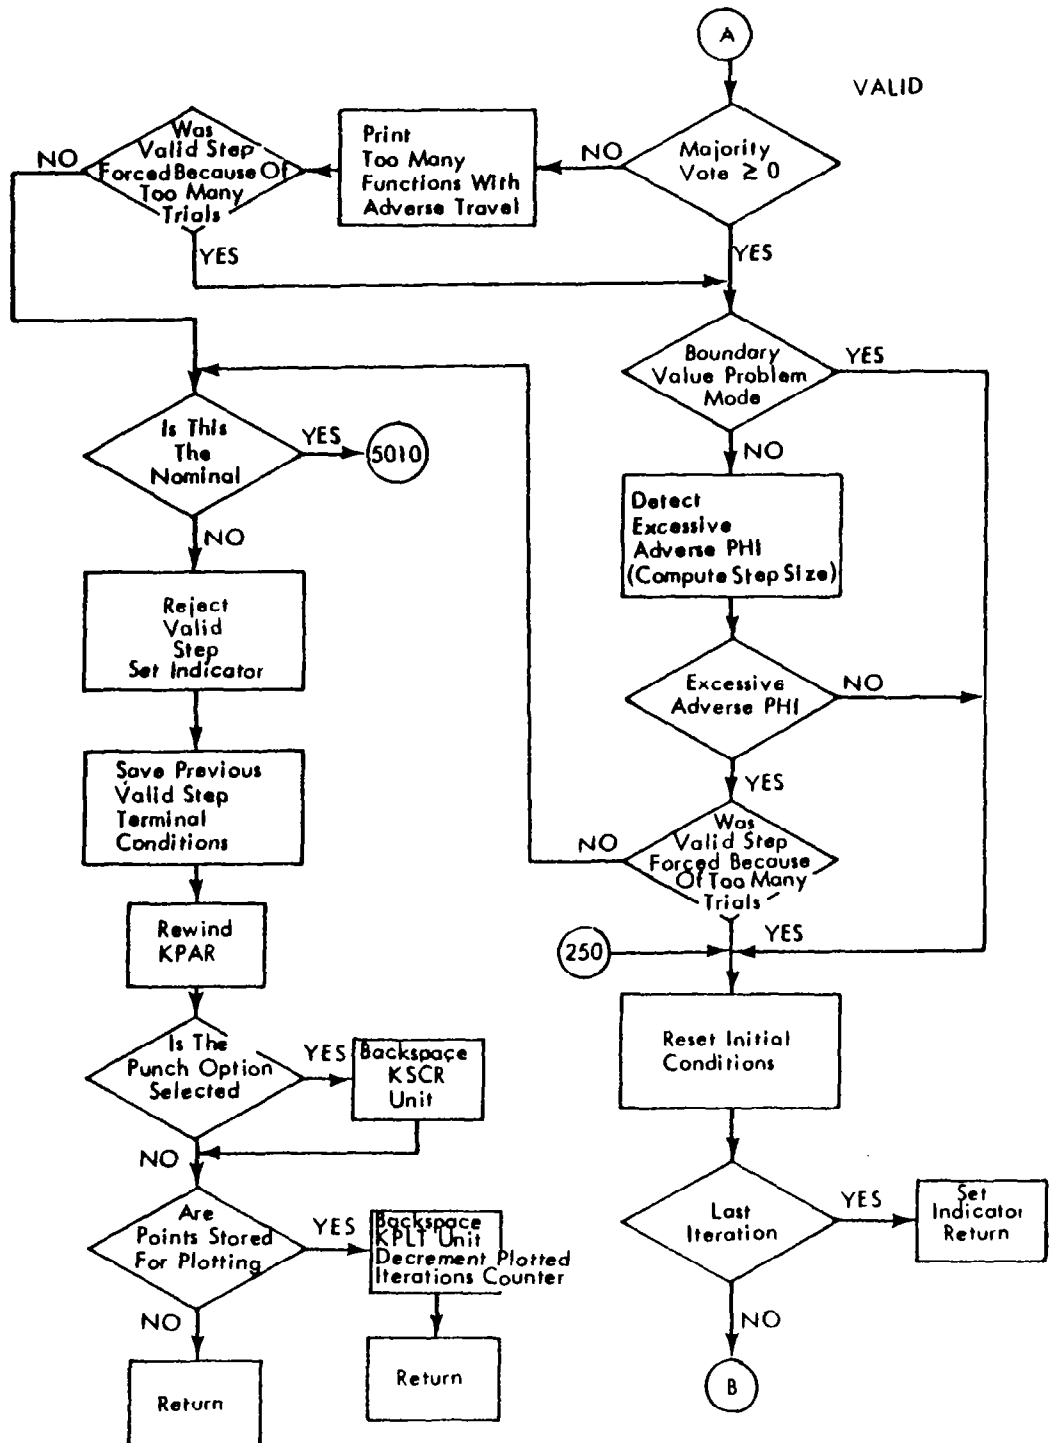 A
VALID
Majority
Vote ≥ 0
NO
YES
Print
Too Many
Functions With
Adverse Travel
Was
Valid Step
Forced Because Of
Too Many
Trials
NO
YES
Boundary
Value Problem
Mode
YES
NO
Is This
The
Nominal
YES
5010
NO
Detect
Excessive
Adverse PHI
(Compute Step Size)
Reject
Valid
Step
Set Indicator
Excessive
Adverse PHI
NO
YES
Save Previous
Valid Step
Terminal
Conditions
Was
Valid Step
Forced Because
Of Too Many
Trials
NO
YES
250
Rewind
KPAR
Reset Initial
Conditions
Is The
Punch Option
Selected
YES
Backspace
KSCR
Unit
NO
Are
Points Stored
For Plotting
YES
Backspace
KPLT Unit
Decrement Plotted
Iterations Counter
NO
Last
Iteration
YES
Set
Indicator
Return
NO
Return
Return
B